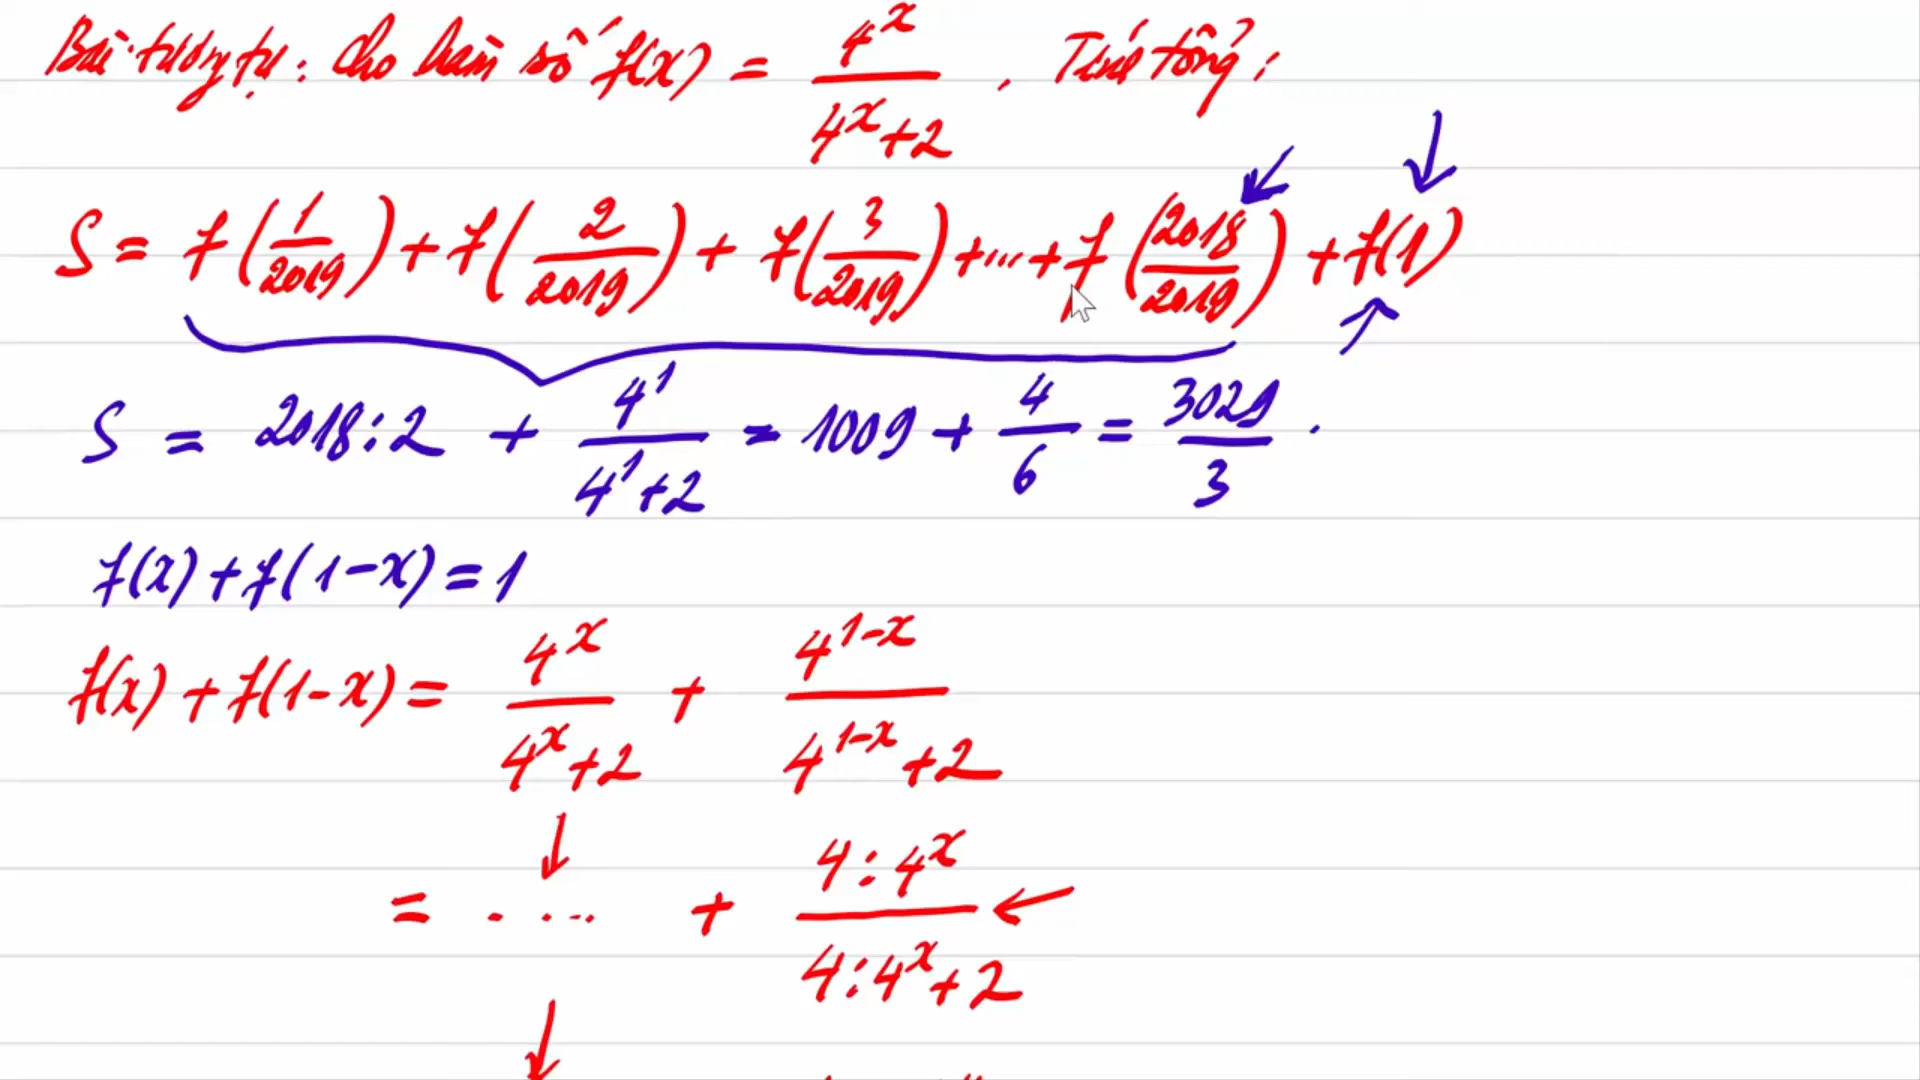 Bài tương tự: Cho hàm số f(x) = 4^x / (4^x + 2). Tính tổng:
S = f(1/2019) + f(2/2019) + f(3/2019) + ... + f(2018/2019) + f(1)
S = 2018:2 + 4^1 / (4^1 + 2) = 1009 + 4/6 = 3029/3.
f(x) + f(1-x) = 1
f(x) + f(1-x) = 4^x / (4^x + 2) + 4^(1-x) / (4^(1-x) + 2)
= .... + (4:4^x) / (4:4^x + 2)